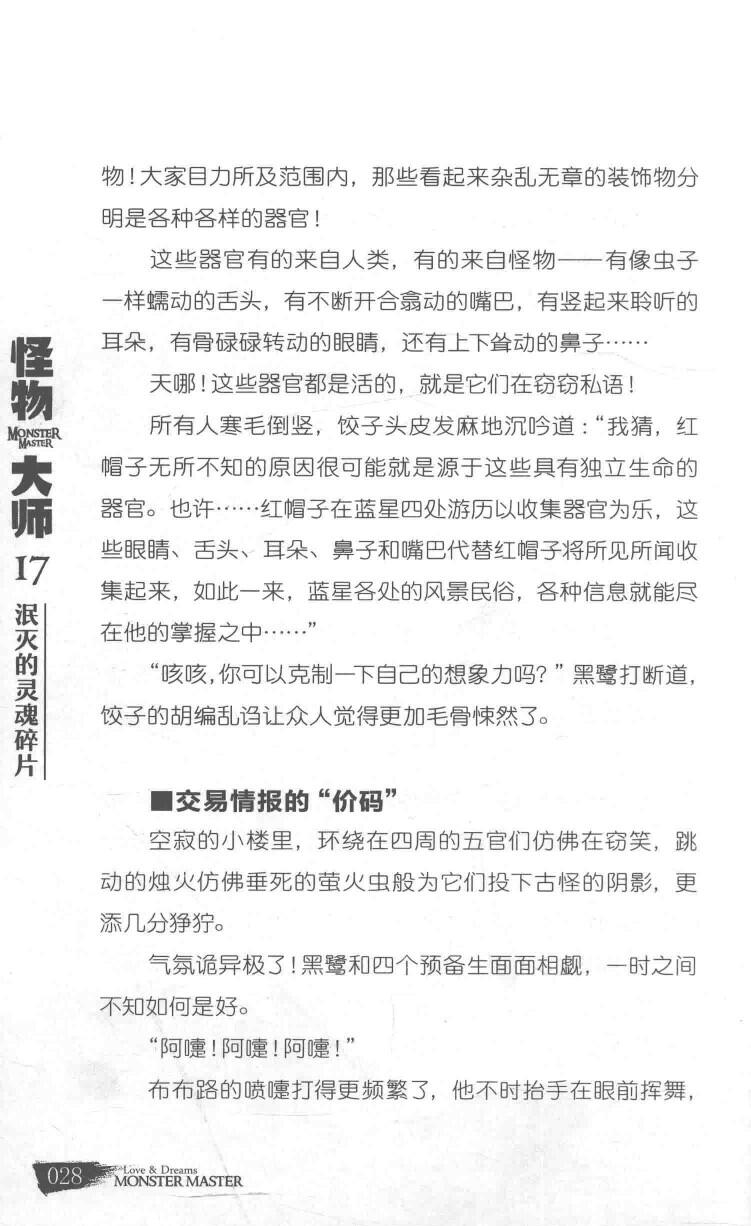 物！大家目力所及范围内，那些看起来杂乱无章的装饰物分
明是各种各样的器官！
这些器官有的来自人类，有的来自怪物——有像虫子
一样蠕动的舌头，有不断开合翕动的嘴巴，有竖起来聆听的
耳朵，有骨碌碌转动的眼睛，还有上下耸动的鼻子……
天哪！这些器官都是活的，就是它们在窃窃私语！
所有人寒毛倒竖，饺子头皮发麻地沉吟道：“我猜，红
帽子无所不知的原因很可能就是源于这些具有独立生命的
器官。也许……红帽子在蓝星四处游历以收集器官为乐，这
些眼睛、舌头、耳朵、鼻子和嘴巴代替红帽子将所见所闻收
集起来，如此一来，蓝星各处的风景民俗，各种信息就能尽
在他的掌握之中……”
“咳咳，你可以克制一下自己的想象力吗？”黑鹭打断道，
饺子的胡编乱诌让众人觉得更加毛骨悚然了。
■交易情报的“价码”
空寂的小楼里，环绕在四周的五官们仿佛在窃笑，跳
动的烛火仿佛垂死的萤火虫般为它们投下古怪的阴影，更
添几分狰狞。
气氛诡异极了！黑鹭和四个预备生面面相觑，一时之间
不知如何是好。
“阿嚏！阿嚏！阿嚏！”
布布路的喷嚏打得更频繁了，他不时抬手在眼前挥舞，
怪物
MONSTER
MASTER
大师
17
泯灭的灵魂碎片
028
Love & Dreams
MONSTER MASTER